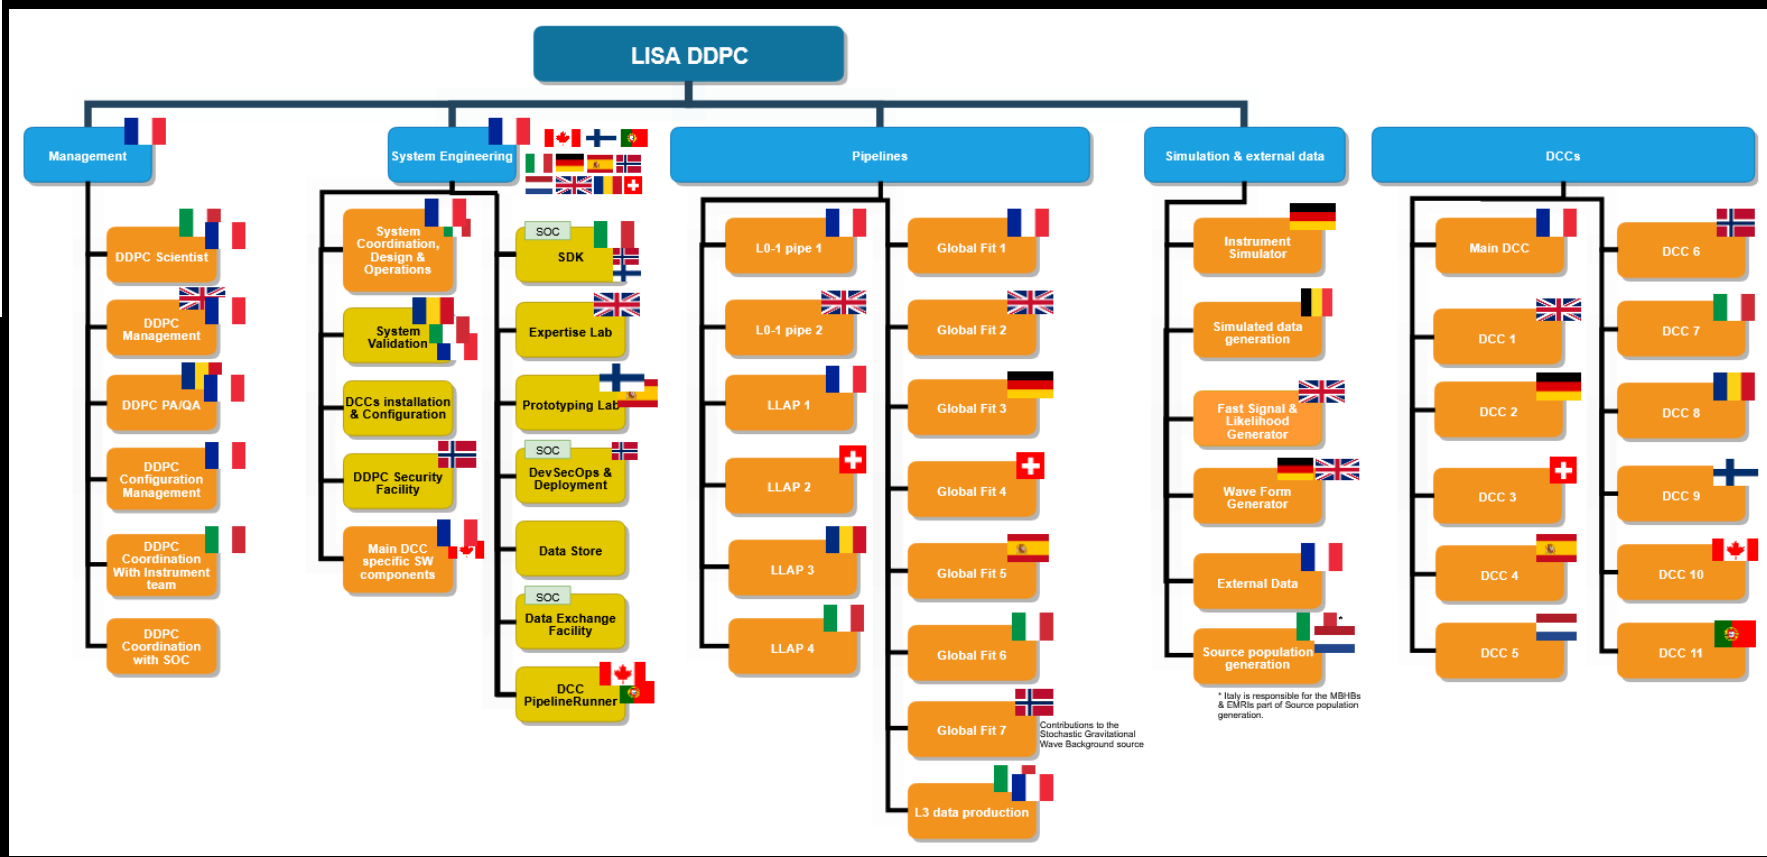 LISA DDPC
Management
System Engineering
Pipelines
Simulation & external data
DCCs
DDPC Scientist
DDPC
Management
DDPC PA/QA
DDPC
Configuration
Management
DDPC
Coordination
With Instrument
team
DDPC
Coordination
with SOC
System
Coordination,
Design &
Operations
System
Validation
DCCs installation
& Configuration
DDPC Security
Facility
Main DCC
specific SW
components
SOC
SDK
Expertise Lab
Prototyping Lab
SOC
DevSecOps &
Deployment
Data Store
SOC
Data Exchange
Facility
DCC
PipelineRunner
L0-1 pipe 1
L0-1 pipe 2
LLAP 1
LLAP 2
LLAP 3
LLAP 4
Global Fit 1
Global Fit 2
Global Fit 3
Global Fit 4
Global Fit 5
Global Fit 6
Global Fit 7
Contributions to the
Stochastic Gravitational
Wave Background source
L3 data production
Instrument
Simulator
Simulated data
generation
Fast Signal &
Likelihood
Generator
Wave Form
Generator
External Data
*
Source population
generation
* Italy is responsible for the MBHBs
& EMRIs part of Source population
generation.
Main DCC
DCC 1
DCC 2
DCC 3
DCC 4
DCC 5
DCC 6
DCC 7
DCC 8
DCC 9
DCC 10
DCC 11